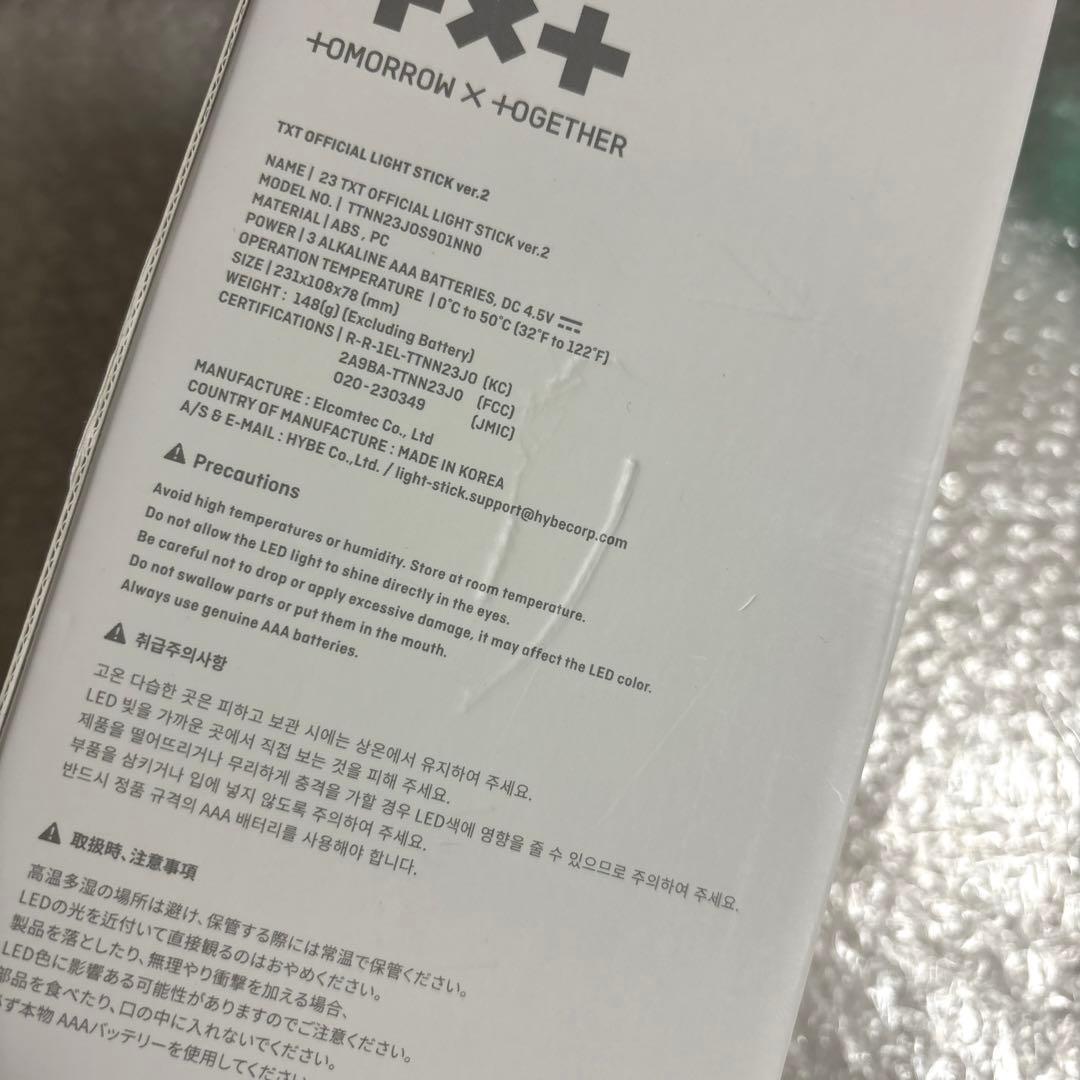 TOMORROW X TOGETHER
TXT OFFICIAL LIGHT STICK ver.2
NAME | 23 TXT OFFICIAL LIGHT STICK ver.2
MODEL NO. | TTNN23J0S901NN0
MATERIAL | ABS , PC
POWER | 3 ALKALINE AAA BATTERIES, DC 4.5V
OPERATION TEMPERATURE | 0°C to 50°C (32°F to 122°F)
SIZE | 231x108x78 (mm)
WEIGHT : 148(g) (Excluding Battery)
CERTIFICATIONS | R-R-1EL-TTNN23J0 (KC)
2A9BA-TTNN23J0 (FCC)
020-230349 (JMIC)
MANUFACTURE : Elcomtec Co., Ltd
COUNTRY OF MANUFACTURE : MADE IN KOREA
A/S & E-MAIL : HYBE Co.,Ltd. / light-stick.support@hybecorp.com
Precautions
Avoid high temperatures or humidity. Store at room temperature.
Do not allow the LED light to shine directly in the eyes.
Be careful not to drop or apply excessive damage, it may affect the LED color.
Do not swallow parts or put them in the mouth.
Always use genuine AAA batteries.
취급주의사항
고온 다습한 곳은 피하고 보관 시에는 상온에서 유지하여 주세요.
LED 빛을 가까운 곳에서 직접 보는 것을 피해 주세요.
제품을 떨어뜨리거나 무리하게 충격을 가할 경우 LED색에 영향을 줄 수 있으므로 주의하여 주세요.
부품을 삼키거나 입에 넣지 않도록 주의하여 주세요.
반드시 정품 규격의 AAA 배터리를 사용해야 합니다.
取扱時、注意事項
高温多湿の場所は避け、保管する際には常温で保管ください。
LEDの光を近付いて直接観るのはおやめください。
製品を落としたり、無理やり衝撃を加える場合、
LED色に影響ある可能性がありますのでご注意ください。
部品を食べたり、口の中に入れないでください。
ず本物 AAAバッテリーを使用してください